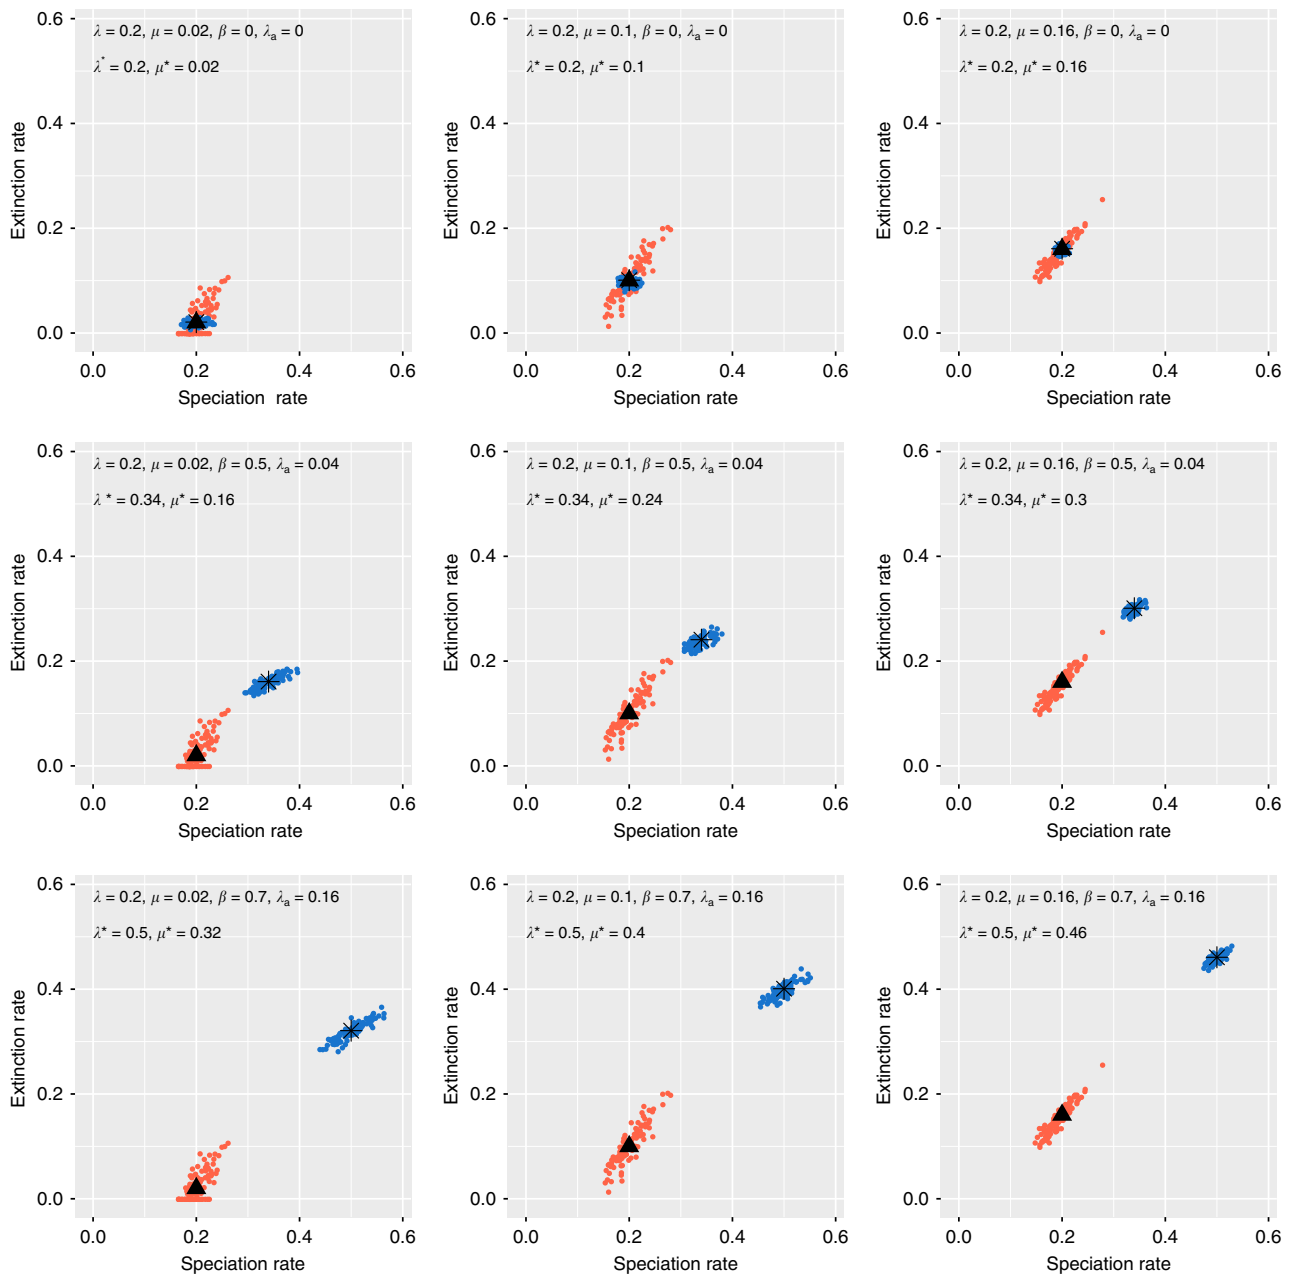 0.6
0.4
0.2
0.0
0.0 0.2 0.4 0.6
Extinction rate
Speciation  rate
λ = 0.2, μ = 0.02, β = 0, λa = 0
λ* = 0.2, μ* = 0.02
0.6
0.4
0.2
0.0
0.0 0.2 0.4 0.6
Extinction rate
Speciation rate
λ = 0.2, μ = 0.1, β = 0, λa = 0
λ* = 0.2, μ* = 0.1
0.6
0.4
0.2
0.0
0.0 0.2 0.4 0.6
Extinction rate
Speciation rate
λ = 0.2, μ = 0.16, β = 0, λa = 0
λ* = 0.2, μ* = 0.16
0.6
0.4
0.2
0.0
0.0 0.2 0.4 0.6
Extinction rate
Speciation rate
λ = 0.2, μ = 0.02, β = 0.5, λa = 0.04
λ * = 0.34, μ* = 0.16
0.6
0.4
0.2
0.0
0.0 0.2 0.4 0.6
Extinction rate
Speciation rate
λ = 0.2, μ = 0.1, β = 0.5, λa = 0.04
λ* = 0.34, μ* = 0.24
0.6
0.4
0.2
0.0
0.0 0.2 0.4 0.6
Extinction rate
Speciation rate
λ = 0.2, μ = 0.16, β = 0.5, λa = 0.04
λ* = 0.34, μ* = 0.3
0.6
0.4
0.2
0.0
0.0 0.2 0.4 0.6
Extinction rate
Speciation rate
λ = 0.2, μ = 0.02, β = 0.7, λa = 0.16
λ* = 0.5, μ* = 0.32
0.6
0.4
0.2
0.0
0.0 0.2 0.4 0.6
Extinction rate
Speciation rate
λ = 0.2, μ = 0.1, β = 0.7, λa = 0.16
λ* = 0.5, μ* = 0.4
0.6
0.4
0.2
0.0
0.0 0.2 0.4 0.6
Extinction rate
Speciation rate
λ = 0.2, μ = 0.16, β = 0.7, λa = 0.16
λ* = 0.5, μ* = 0.46